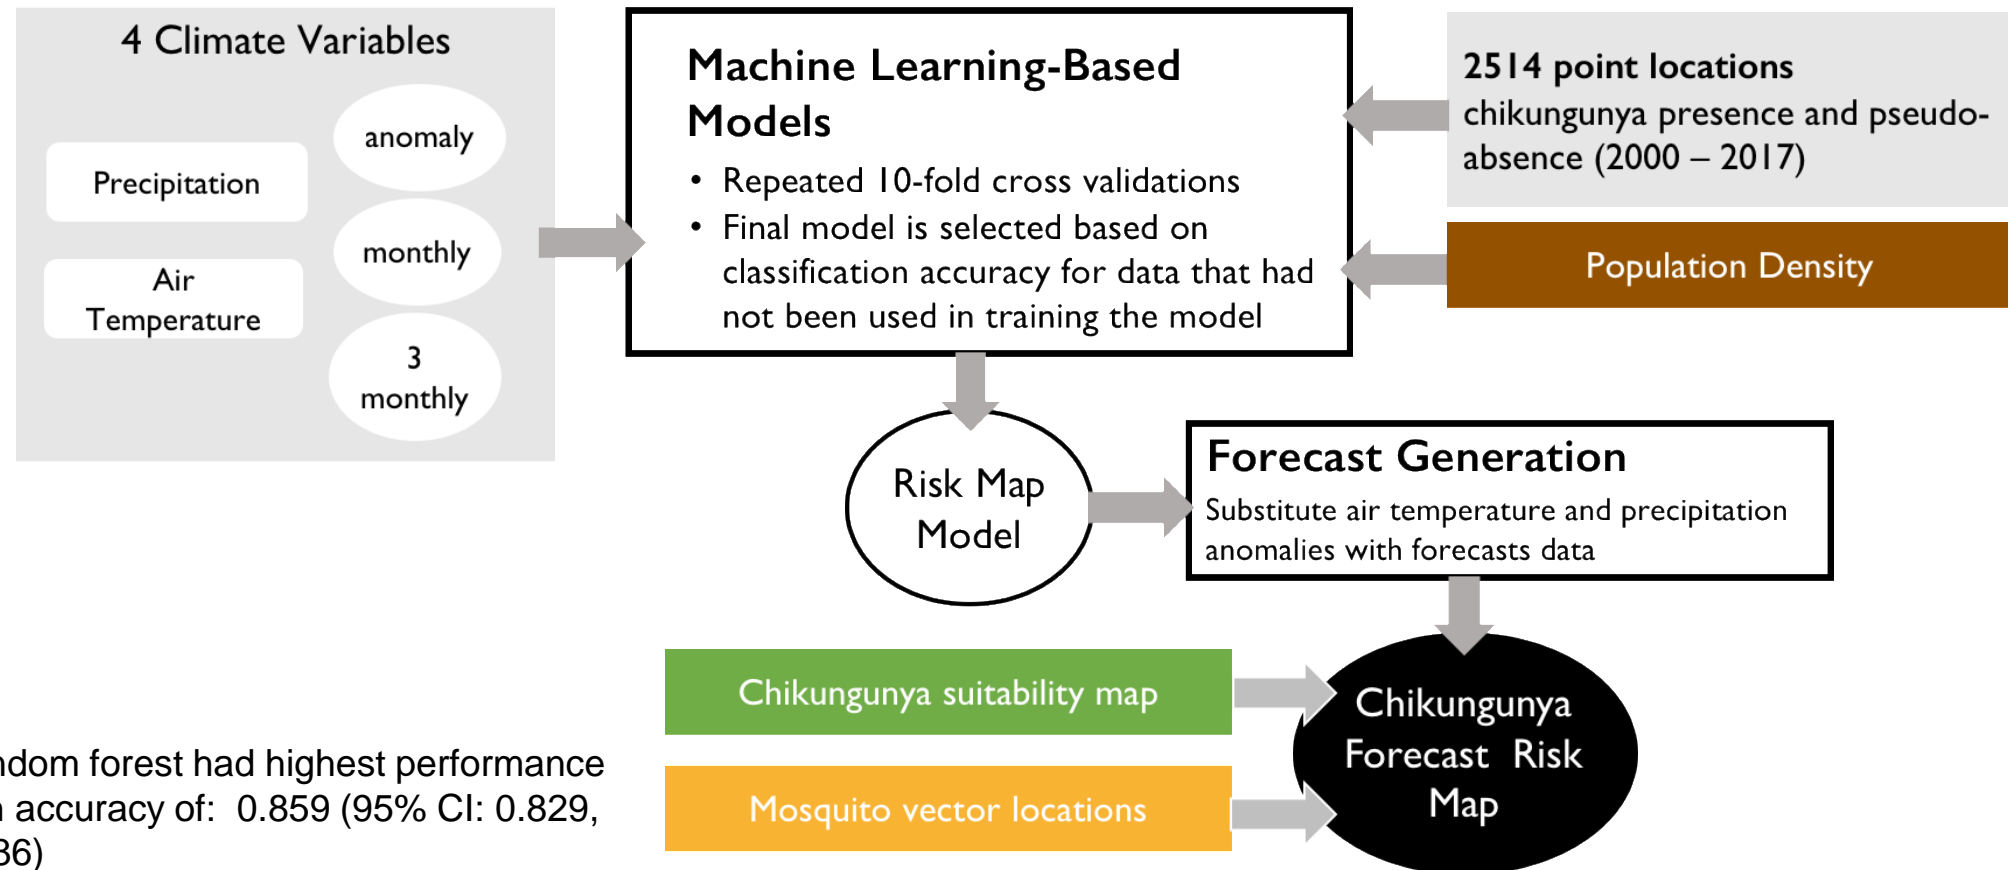 4 Climate Variables
Precipitation
Air
Temperature
anomaly
monthly
3
monthly
Machine Learning-Based
Models
• Repeated 10-fold cross validations
• Final model is selected based on
classification accuracy for data that had
not been used in training the model
2514 point locations
chikungunya presence and pseudo-
absence (2000 – 2017)
Population Density
Risk Map
Model
Forecast Generation
Substitute air temperature and precipitation
anomalies with forecasts data
Chikungunya suitability map
Mosquito vector locations
Chikungunya
Forecast Risk
Map
forest had highest performance
accuracy of: 0.859 (95% CI: 0.829,